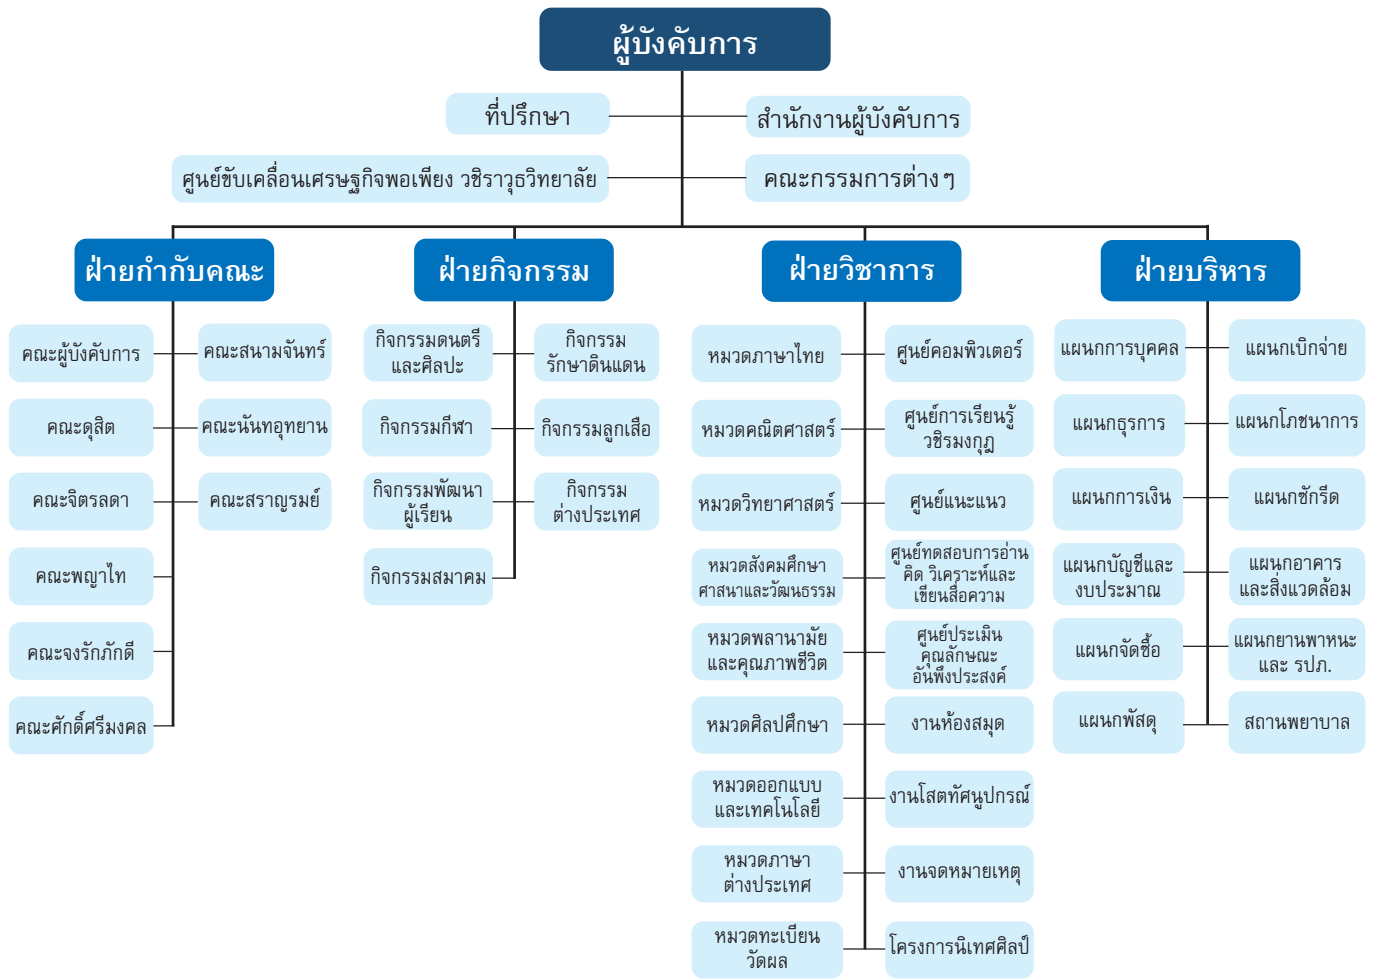 ผู้บังคับการ
ที่ปรึกษา
สำนักงานผู้บังคับการ
ศูนย์ขับเคลื่อนเศรษฐกิจพอเพียง วชิราวุธวิทยาลัย
คณะกรรมการต่างๆ
ฝ่ายกำกับคณะ
คณะผู้บังคับการ
คณะสนามจันทร์
คณะดุสิต
คณะนันทอุทยาน
คณะจิตรลดา
คณะสราญรมย์
คณะพญาไท
คณะจงรักภักดี
คณะศักดิ์ศรีมงคล
ฝ่ายกิจกรรม
กิจกรรมดนตรี
และศิลปะ
กิจกรรม
รักษาดินแดน
กิจกรรมกีฬา
กิจกรรมลูกเสือ
กิจกรรมพัฒนา
ผู้เรียน
กิจกรรม
ต่างประเทศ
กิจกรรมสมาคม
ฝ่ายวิชาการ
หมวดภาษาไทย
ศูนย์คอมพิวเตอร์
หมวดคณิตศาสตร์
ศูนย์การเรียนรู้
วชิรมงกุฎ
หมวดวิทยาศาสตร์
ศูนย์แนะแนว
หมวดสังคมศึกษา
ศาสนาและวัฒนธรรม
ศูนย์ทดสอบการอ่าน
คิด วิเคราะห์และ
เขียนสื่อความ
หมวดพลานามัย
และคุณภาพชีวิต
ศูนย์ประเมิน
คุณลักษณะ
อันพึงประสงค์
หมวดศิลปศึกษา
งานห้องสมุด
หมวดออกแบบ
และเทคโนโลยี
งานโสตทัศนูปกรณ์
หมวดภาษา
ต่างประเทศ
งานจดหมายเหตุ
หมวดทะเบียน
วัดผล
โครงการนิเทศศิลป์
ฝ่ายบริหาร
แผนกการบุคคล
แผนกเบิกจ่าย
แผนกธุรการ
แผนกโภชนาการ
แผนกการเงิน
แผนกซักรีด
แผนกบัญชีและ
งบประมาณ
แผนกอาคาร
และสิ่งแวดล้อม
แผนกจัดซื้อ
แผนกยานพาหนะ
และ รปภ.
แผนกพัสดุ
สถานพยาบาล